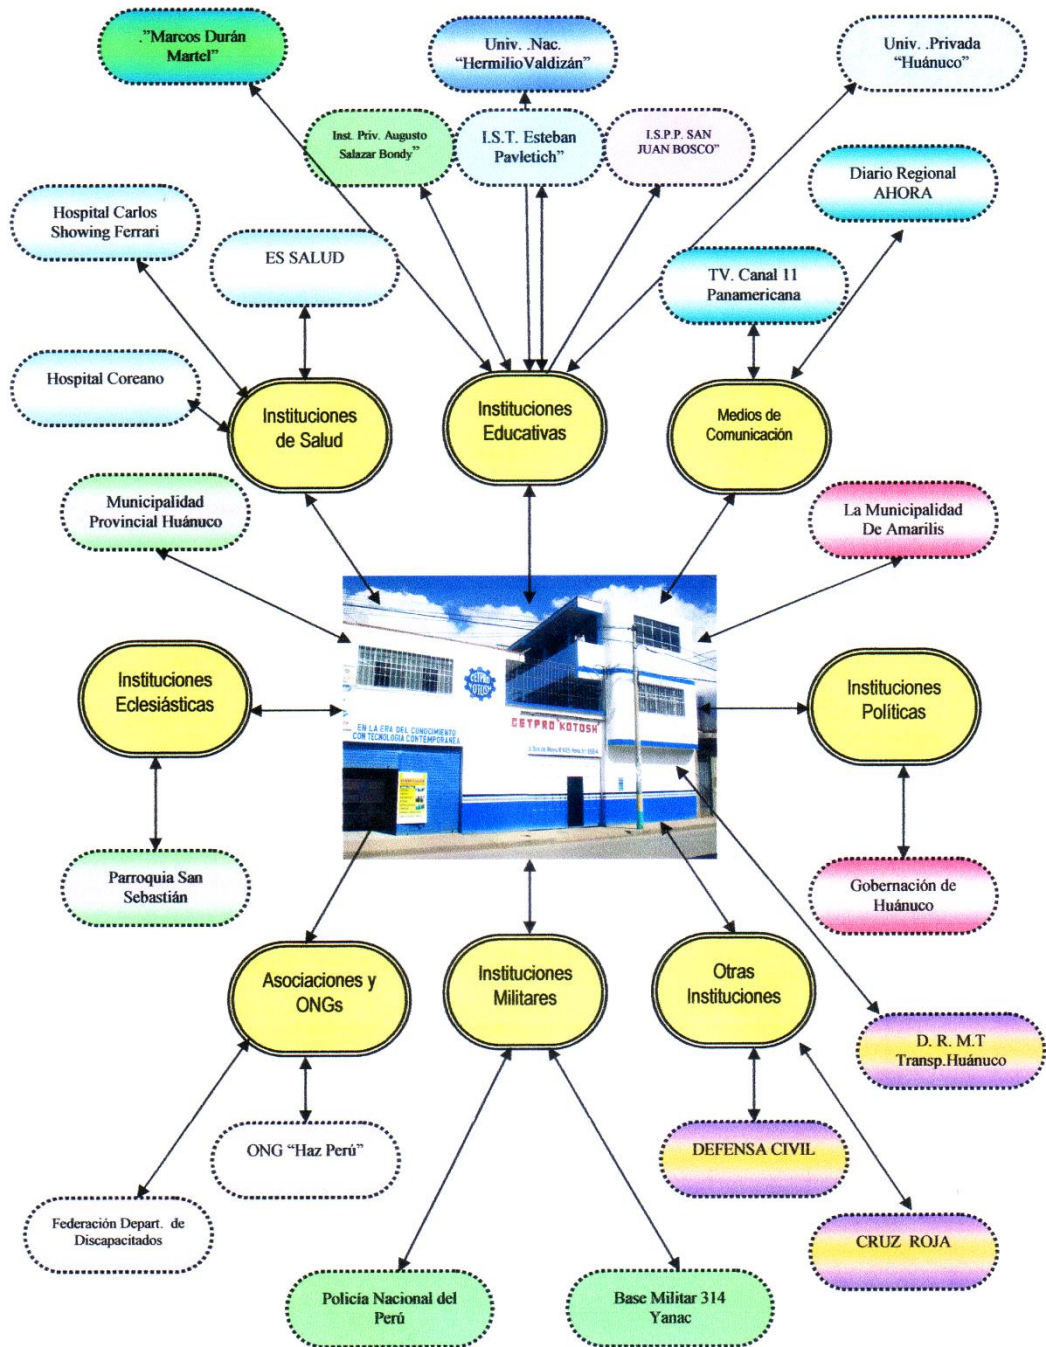 ."Marcos Durán
Martel"
Univ. .Nac.
"HermilioValdizán"
Univ. .Privada
"Huánuco"
Inst. Priv. Augusto
Salazar Bondy"
I.S.T. Esteban
Pavletich"
I.S.P.P. SAN
JUAN BOSCO"
Diario Regional
AHORA
Hospital Carlos
Showing Ferrari
ES SALUD
TV. Canal 11
Panamericana
Hospital Coreano
Instituciones
de Salud
Instituciones
Educativas
Medios de
Comunicación
Municipalidad
Provincial Huánuco
La Municipalidad
De Amarilis
CETPRO
KOTOSH
CETPRO "KOTOSH"
EN LA ERA DEL CONOCIMIENTO
CON TECNOLOGIA CONTEMPORANEA
Instituciones
Eclesiásticas
Instituciones
Políticas
Parroquia San
Sebastián
Gobernación de
Huánuco
Asociaciones y
ONGs
Instituciones
Militares
Otras
Instituciones
D. R. M.T
Transp.Huánuco
ONG "Haz Perú"
DEFENSA CIVIL
Federación Depart. de
Discapacitados
CRUZ ROJA
Policía Nacional del
Perú
Base Militar 314
Yanac